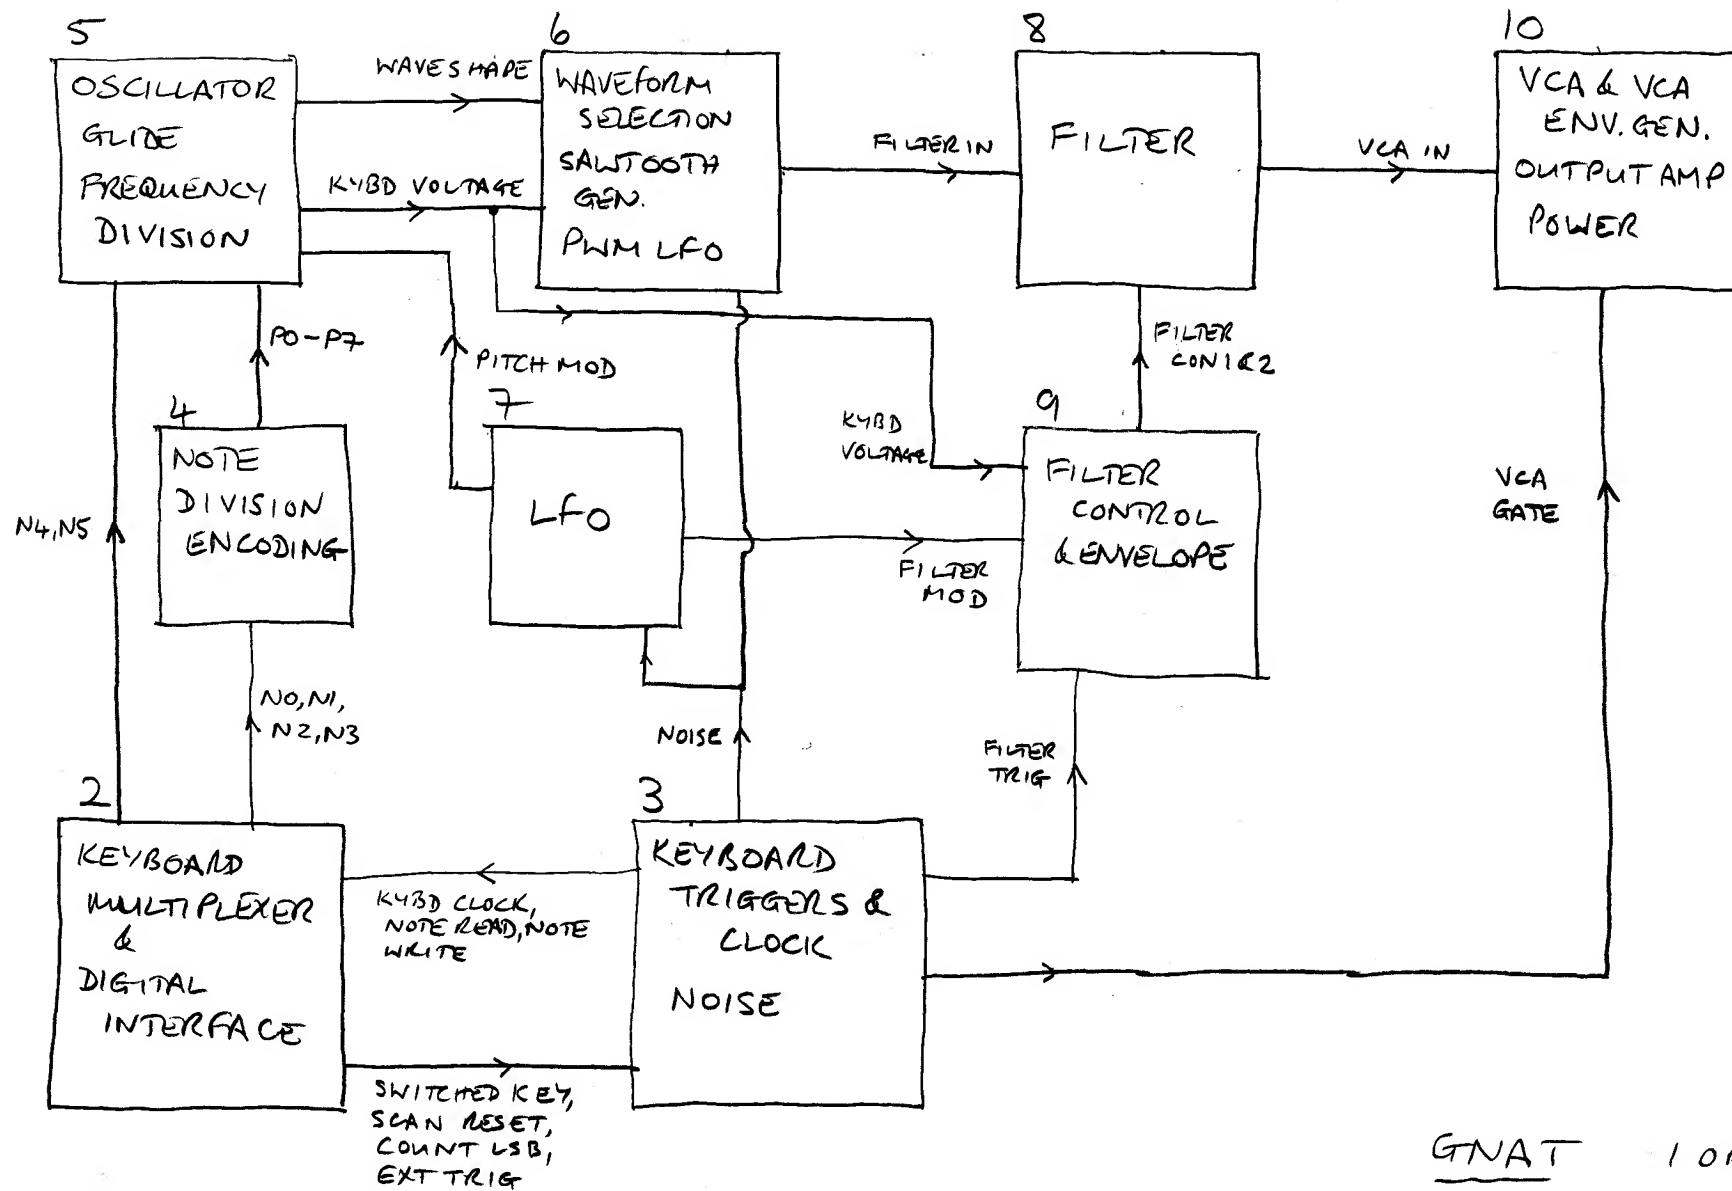 5
OSCILLATOR
GLIDE
FREQUENCY
DIVISION
WAVESHAPE
KYBD VOLTAGE
6
WAVEFORM
SELECTION
SAWTOOTH
GEN.
PWM LFO
FILTER IN
8
FILTER
VCA IN
10
VCA & VCA
ENV. GEN.
OUTPUT AMP
POWER
P0-P7
PITCH MOD
FILTER
CON 1 & 2
4
NOTE
DIVISION
ENCODING
N4, N5
7
LFO
KYBD
VOLTAGE
FILTER
MOD
9
FILTER
CONTROL
& ENVELOPE
VCA
GATE
N0, N1,
N2, N3
NOISE
FILTER
TRIG
2
KEYBOARD
MULTIPLEXER
&
DIGITAL
INTERFACE
KYBD CLOCK,
NOTE READ, NOTE
WRITE
3
KEYBOARD
TRIGGERS &
CLOCK
NOISE
SWITCHED KEY,
SCAN RESET,
COUNT LSB,
EXT TRIG
GNAT 1